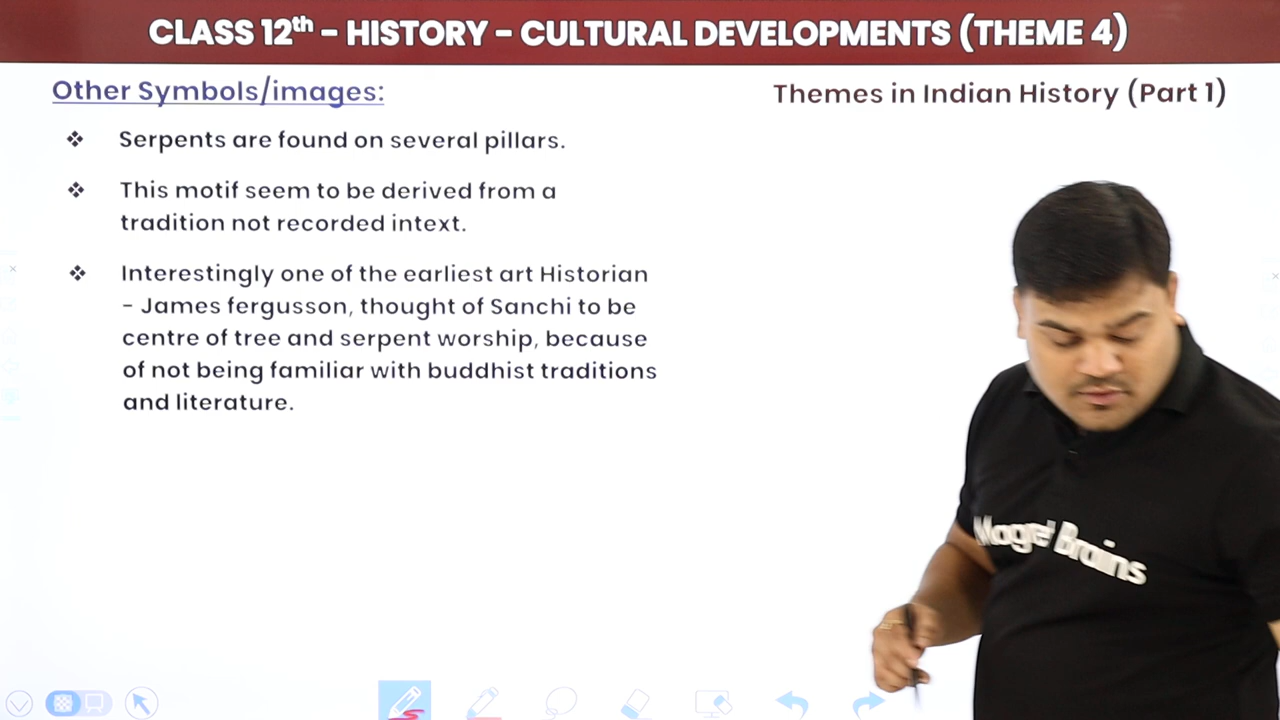 CLASS 12th – HISTORY – CULTURAL DEVELOPMENTS (THEME 4)
Other Symbols/images:
Themes in Indian History (Part 1)
❖ Serpents are found on several pillars.
❖ This motif seem to be derived from a
tradition not recorded intext.
❖ Interestingly one of the earliest art Historian
– James fergusson, thought of Sanchi to be
centre of tree and serpent worship, because
of not being familiar with buddhist traditions
and literature.
Magnet Brains